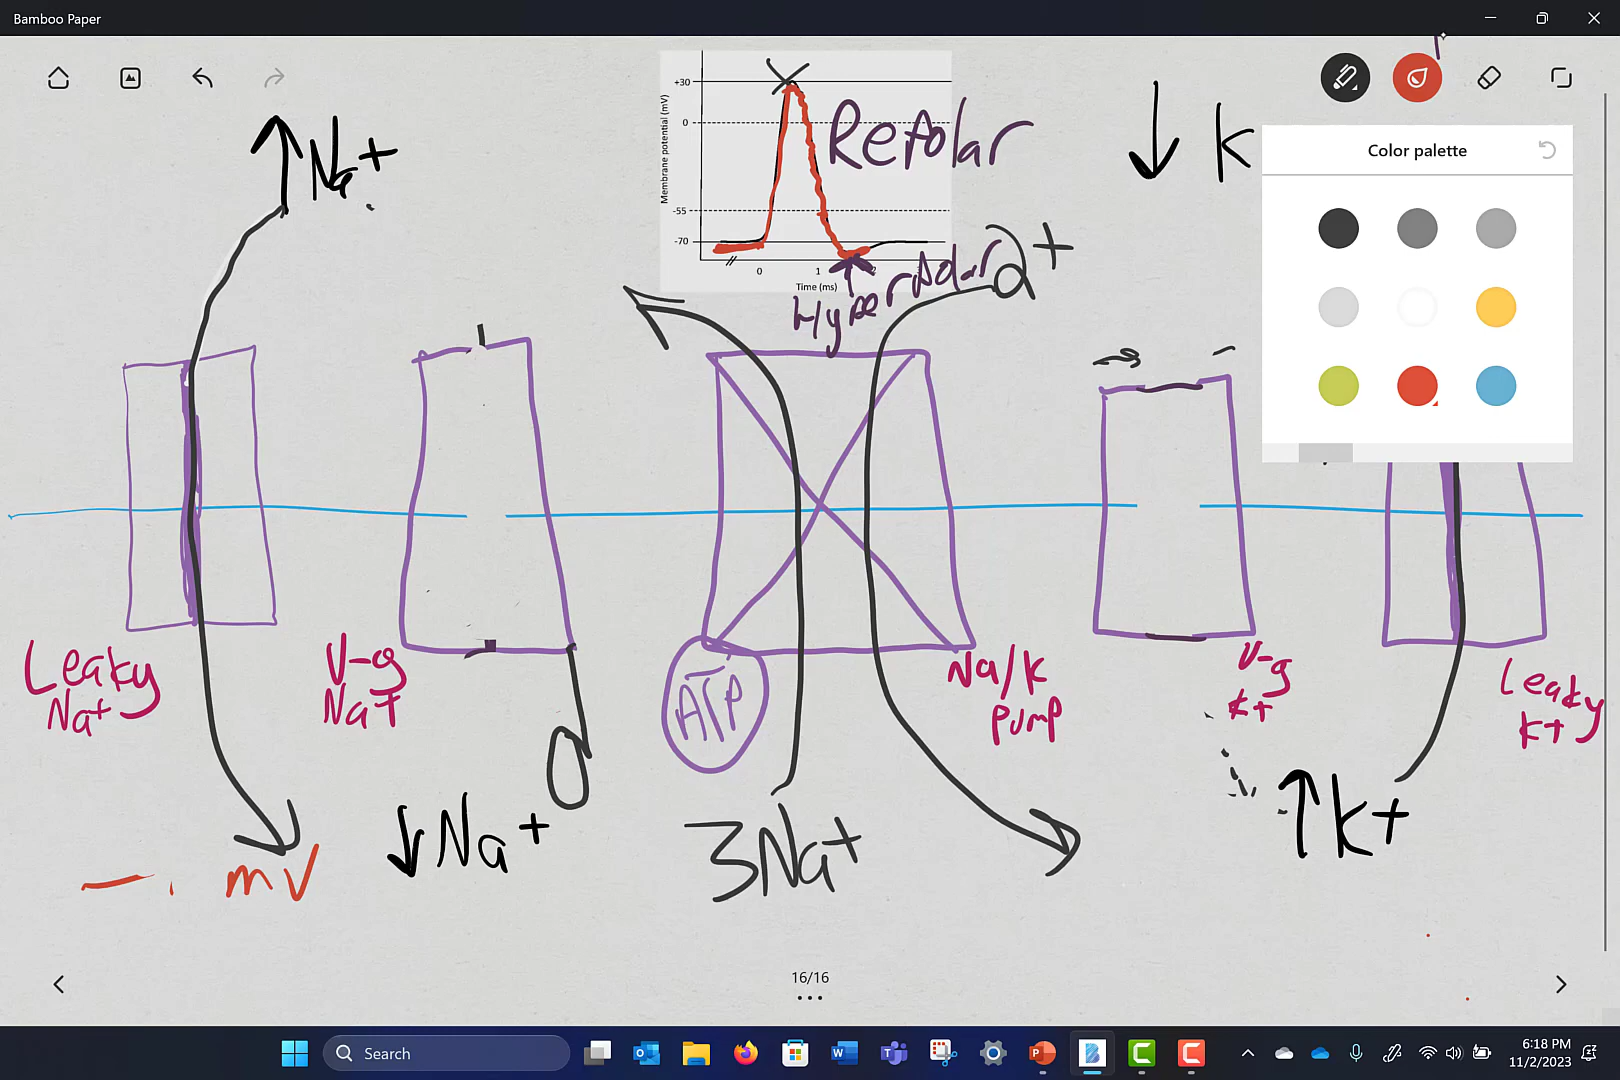 Bamboo Paper
Na+
+30
0
-55
-70
Membrane potential (mV)
0
1
2
Time (ms)
Repolar
Hyperpolar
2+
K
Color palette
Leaky
Na+
V-g
Na+
ATP
Na/K
pump
V-g
K+
Leaky
K+
- . mV
Na+
3Na+
K+
16/16
Search
6:18 PM
11/2/2023